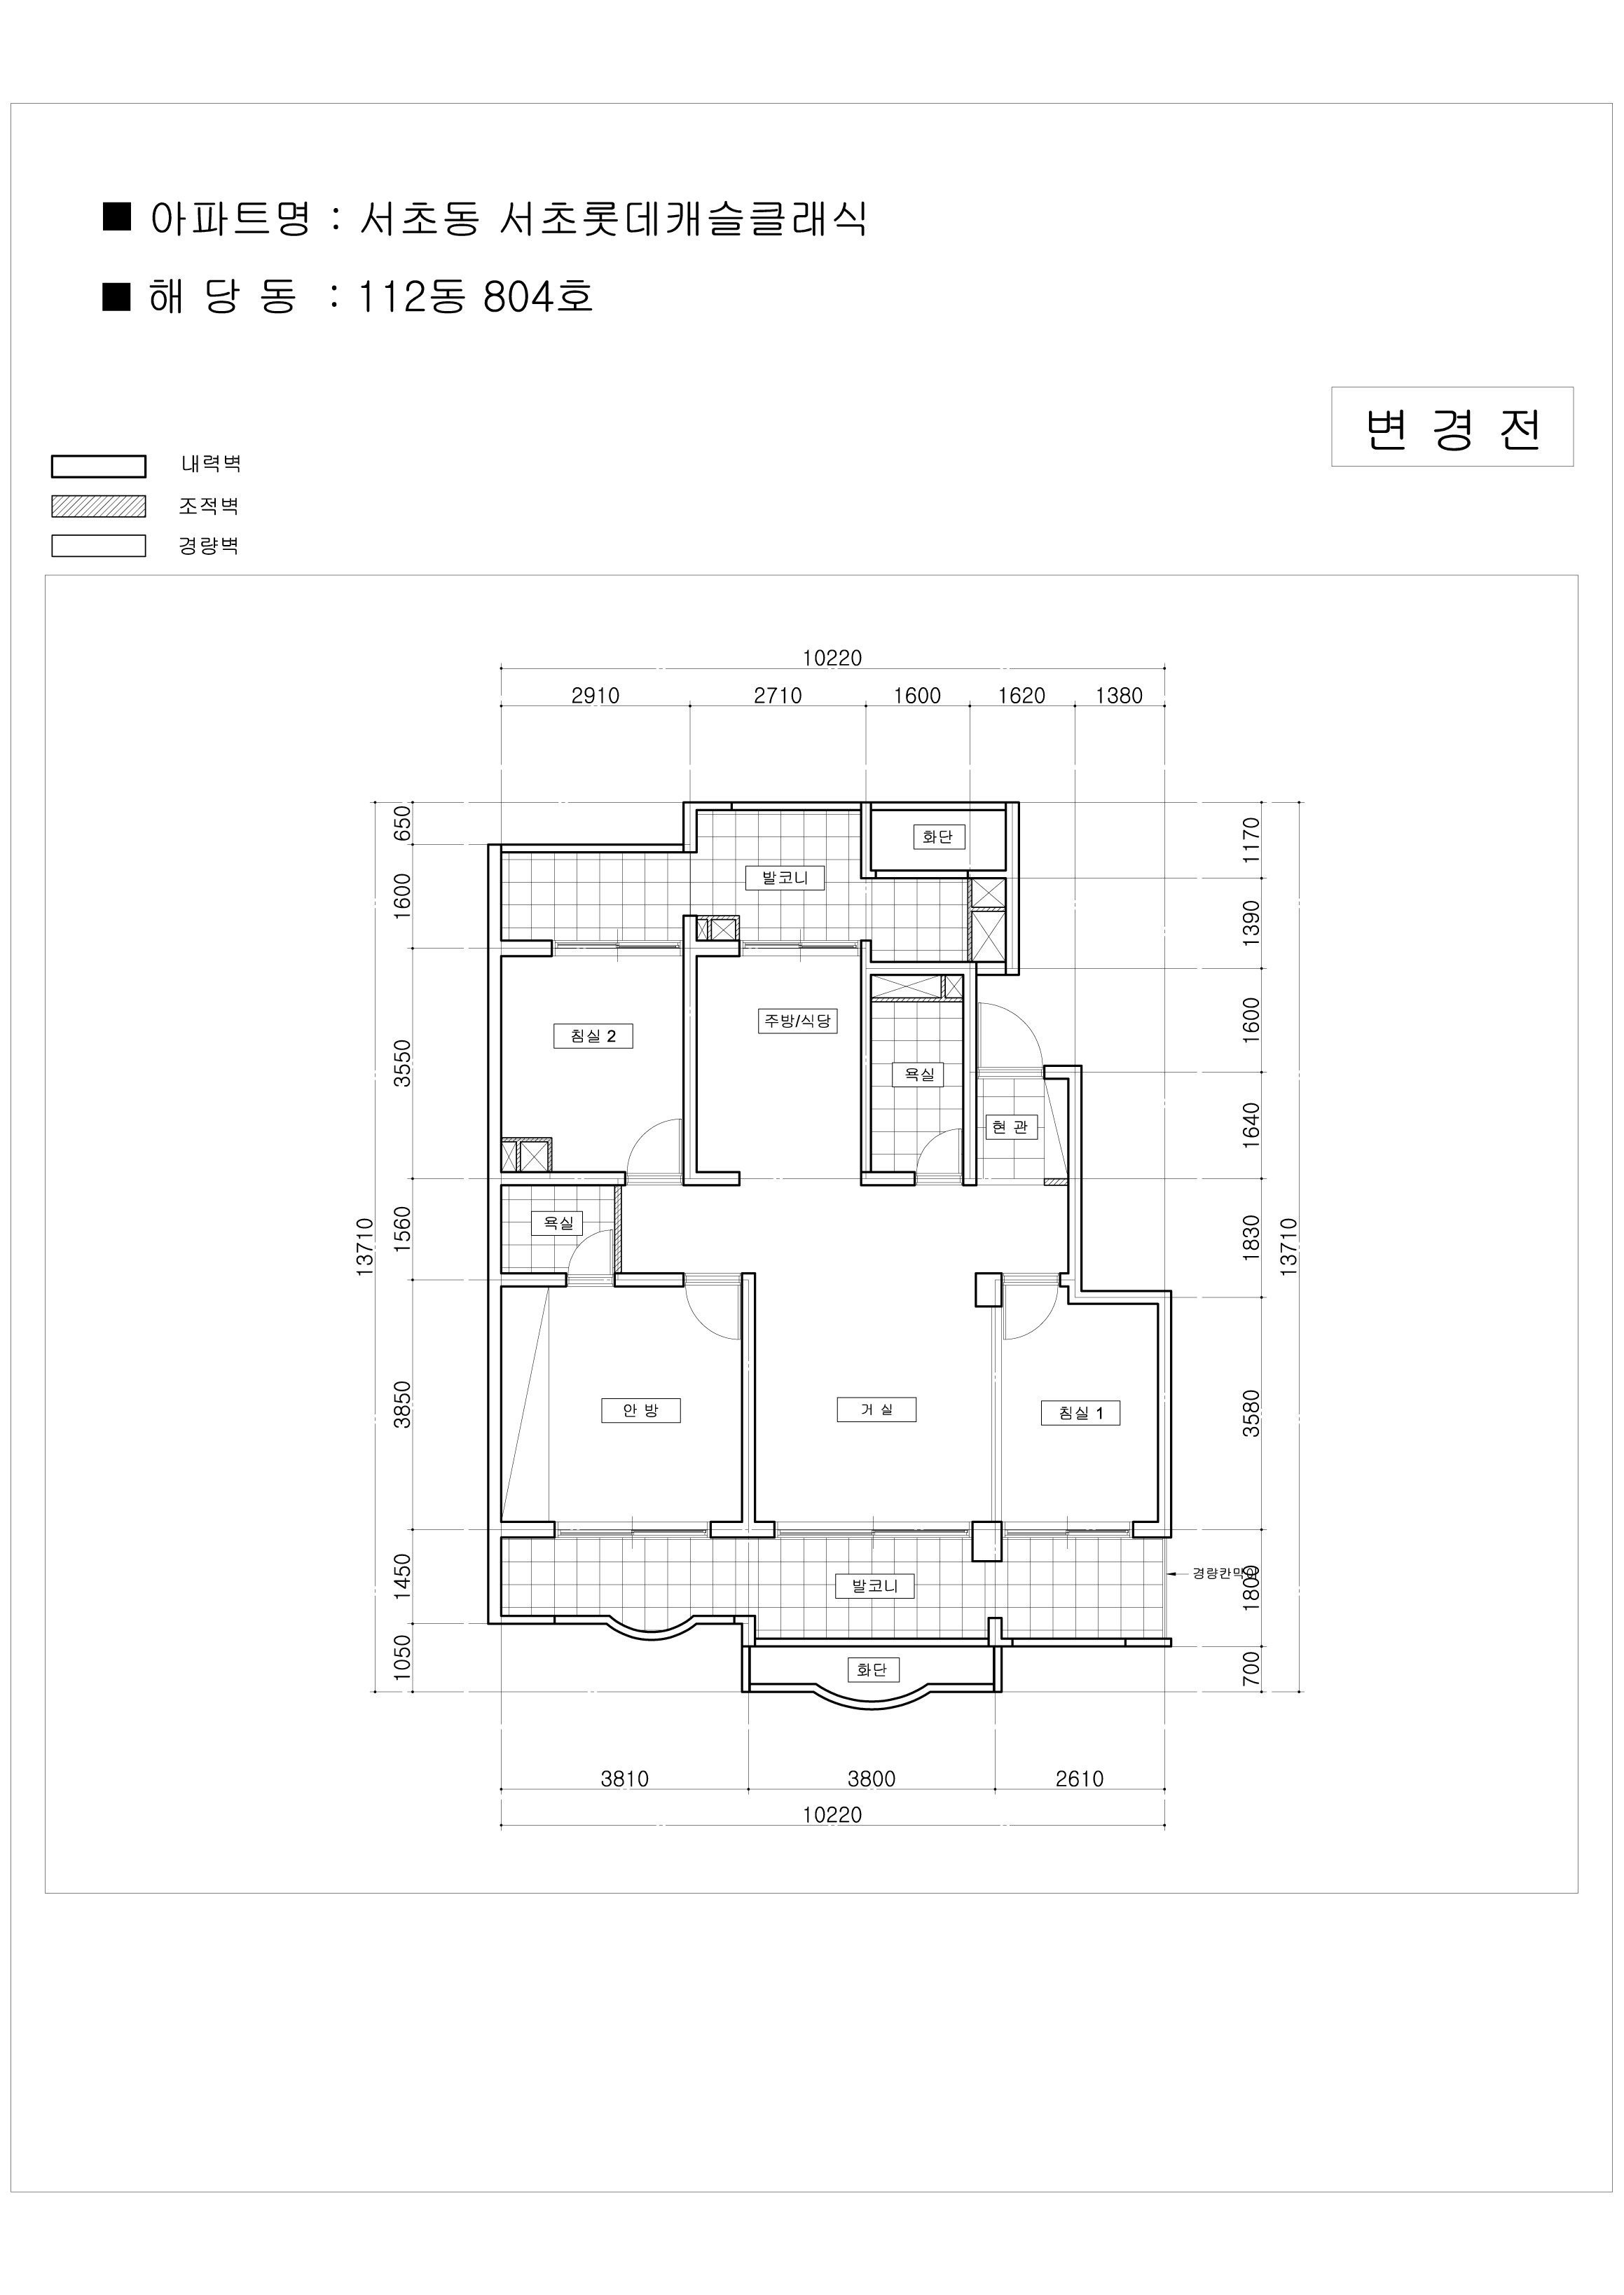 ■ 아파트명 : 서초동 서초롯데캐슬클래식
■ 해 당 동 : 112동 804호
변 경 전
내력벽
조적벽
경량벽
10220
2910 2710 1600 1620 1380
650
1600
3550
1560
3850
1450
1050
13710
1170
1390
1600
1640
1830
3580
1800
700
13710
화단
발코니
주방/식당
침실 2
욕실
현 관
욕실
안 방
거 실
침실 1
경량칸막이
발코니
화단
3810 3800 2610
10220